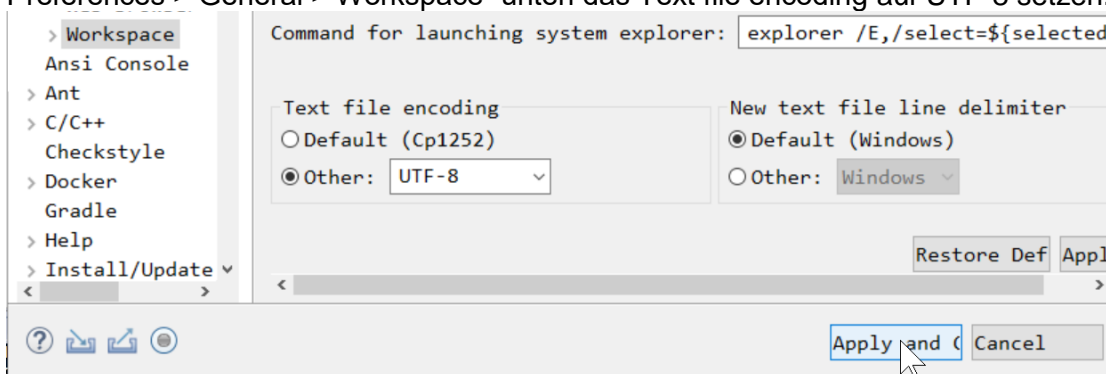 Preferences > General > Workspace" unten das Text file encoding auf UTF-8 setzen.
Workspace
Ansi Console
Ant
C/C++
Checkstyle
Docker
Gradle
Help
Install/Update
Command for launching system explorer: explorer /E,/select=${selected
Text file encoding
Default (Cp1252)
Other: UTF-8
New text file line delimiter
Default (Windows)
Other: Windows
Restore Def Appl
Apply and C Cancel